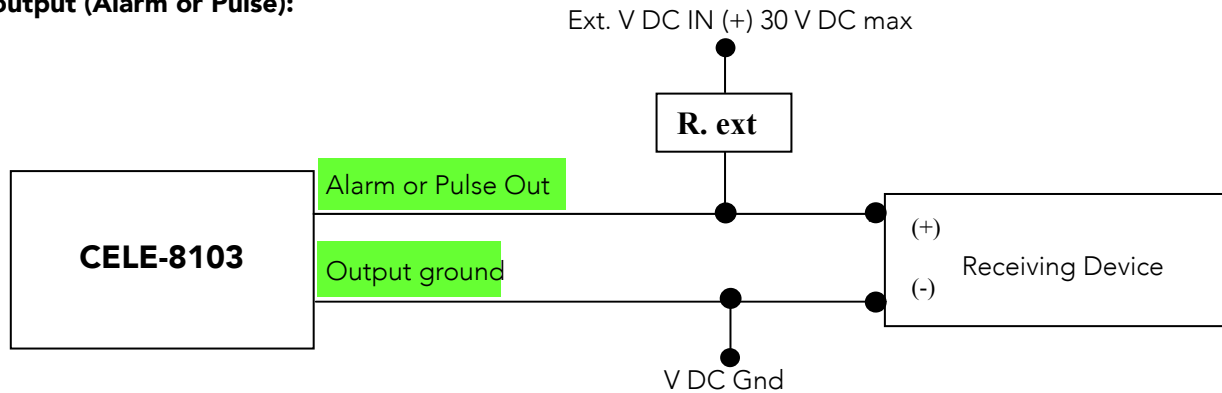 output (Alarm or Pulse):
Ext. V DC IN (+) 30 V DC max
R. ext
Alarm or Pulse Out
CELE-8103
Output ground
(+)
Receiving Device
(-)
V DC Gnd